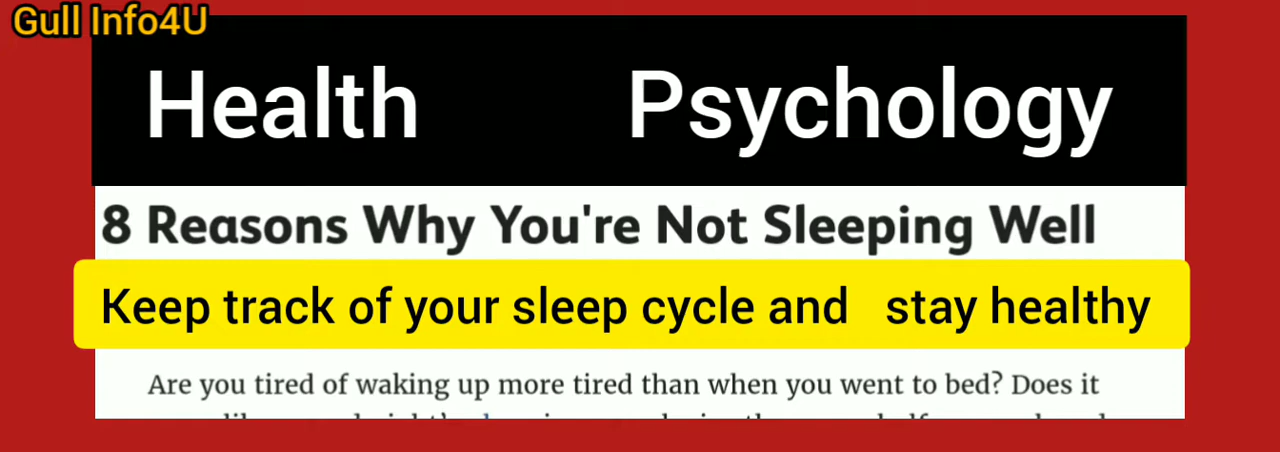 Gull Info4U
Health Psychology
8 Reasons Why You're Not Sleeping Well
Keep track of your sleep cycle and stay healthy
Are you tired of waking up more tired than when you went to bed? Does it